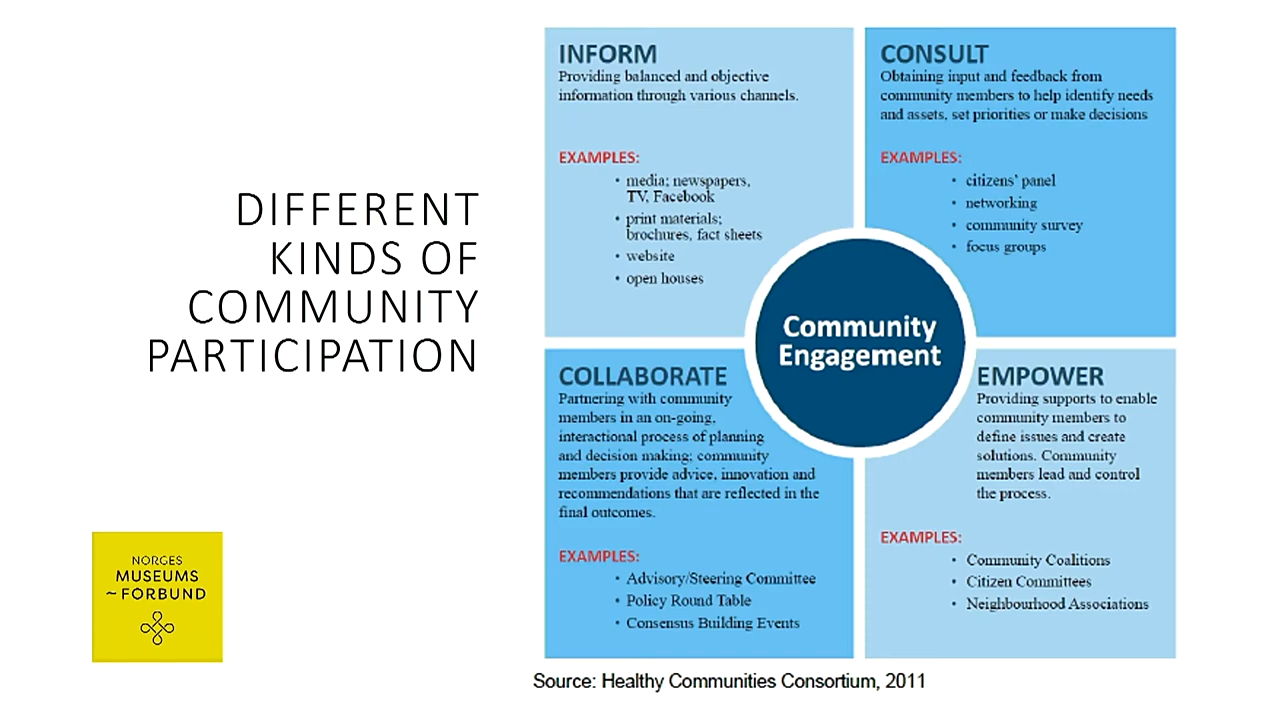 DIFFERENT
KINDS OF
COMMUNITY
PARTICIPATION
NORGES
MUSEUMS
~FORBUND
INFORM
Providing balanced and objective
information through various channels.
EXAMPLES:
• media; newspapers,
TV, Facebook
• print materials;
brochures, fact sheets
• website
• open houses
CONSULT
Obtaining input and feedback from
community members to help identify needs
and assets, set priorities or make decisions
EXAMPLES:
• citizens' panel
• networking
• community survey
• focus groups
Community
Engagement
COLLABORATE
Partnering with community
members in an on-going,
interactional process of planning
and decision making; community
members provide advice, innovation and
recommendations that are reflected in the
final outcomes.
EXAMPLES:
• Advisory/Steering Committee
• Policy Round Table
• Consensus Building Events
EMPOWER
Providing supports to enable
community members to
define issues and create
solutions. Community
members lead and control
the process.
EXAMPLES:
• Community Coalitions
• Citizen Committees
• Neighbourhood Associations
Source: Healthy Communities Consortium, 2011